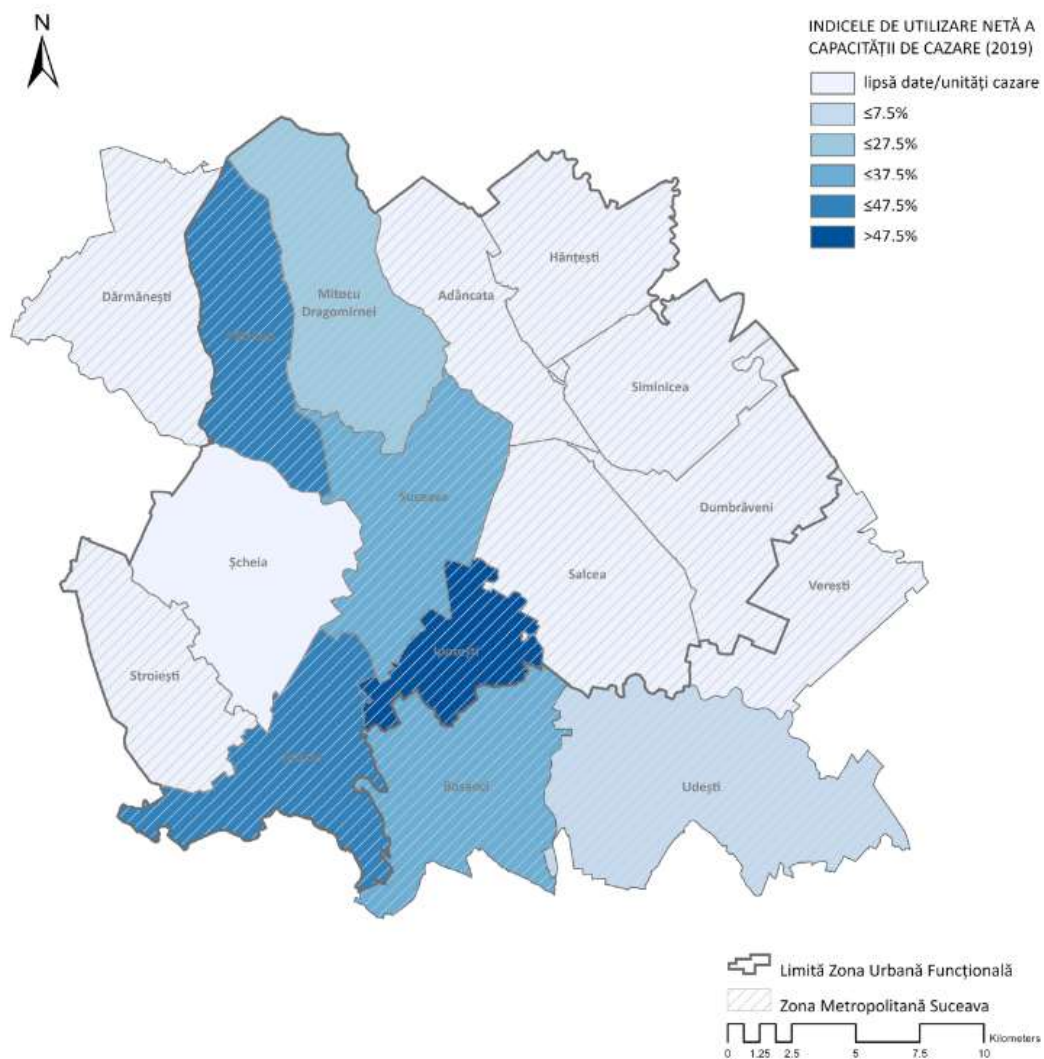 N
INDICELE DE UTILIZARE NETĂ A
CAPACITĂȚII DE CAZARE (2019)
lipsă date/unități cazare
≤7.5%
≤27.5%
≤37.5%
≤47.5%
>47.5%
Hănțești
Dărmănești
Mitocu
Dragomirnei
Adâncata
Siminicea
Suceava
Dumbrăveni
Șcheia
Salcea
Verești
Ipotești
Stroiești
Bosanci
Udești
Limită Zona Urbană Funcțională
Zona Metropolitană Suceava
Kilometers
0 1.25 2.5 5 7.5 10